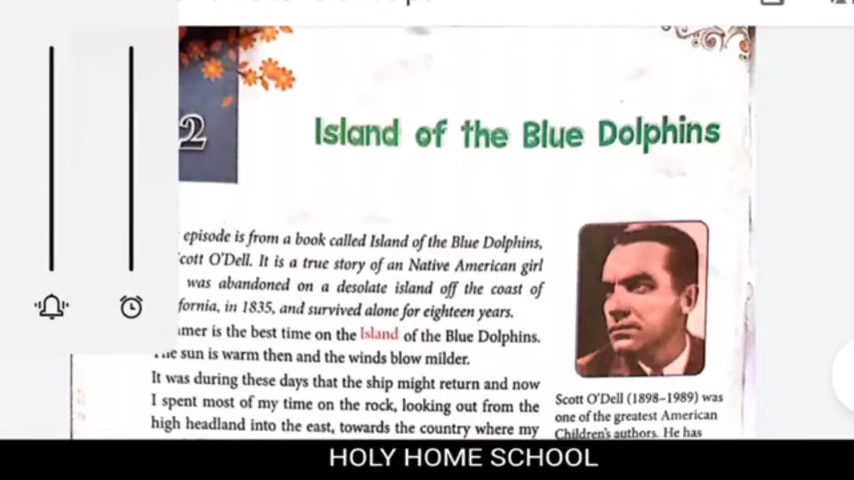 2
Island of the Blue Dolphins
episode is from a book called Island of the Blue Dolphins,
cott O'Dell. It is a true story of an Native American girl
was abandoned on a desolate island off the coast of
fornia, in 1835, and survived alone for eighteen years.
mer is the best time on the Island of the Blue Dolphins.
sun is warm then and the winds blow milder.
It was during these days that the ship might return and now
I spent most of my time on the rock, looking out from the
high headland into the east, towards the country where my
Scott O'Dell (1898–1989) was
one of the greatest American
Children's authors. He has
HOLY HOME SCHOOL